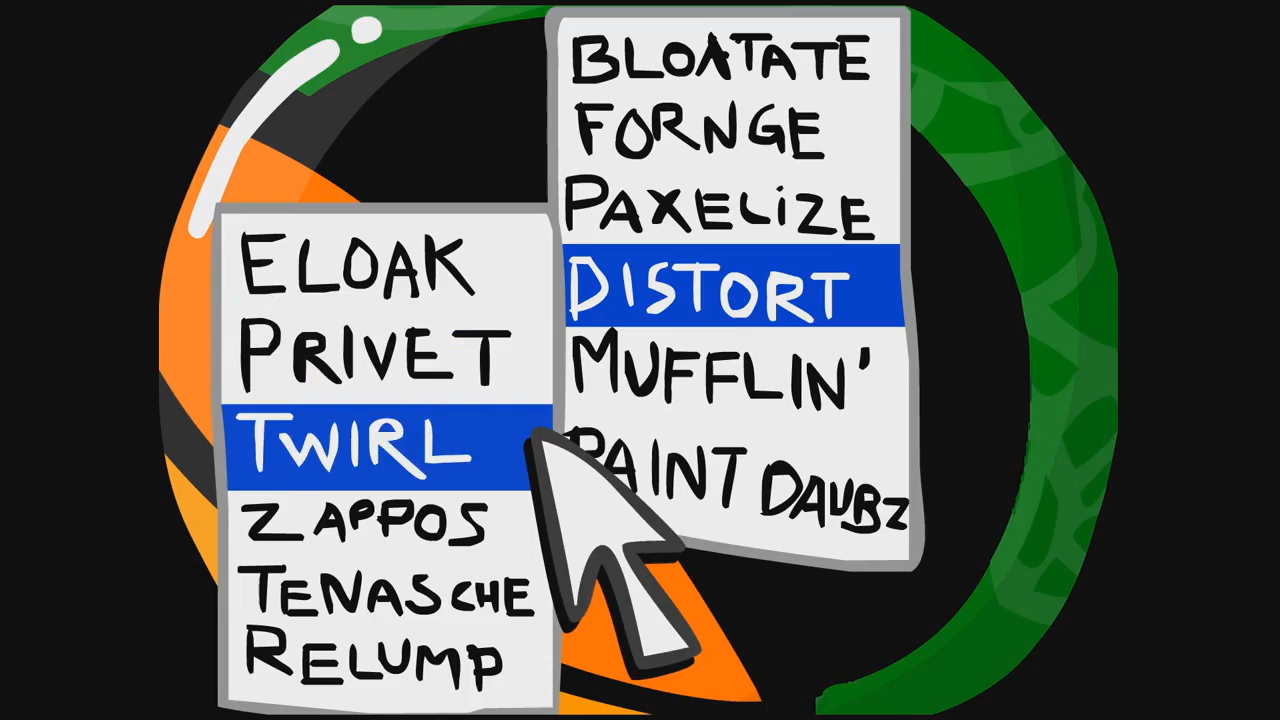 BLOATATE
FORNGE
PAXELiZE
DISTORT
MUFFLIN'
PAINT DAUBZ
ELOAK
PRIVET
TWIRL
ZAPPOS
TENASCHE
RELUMP